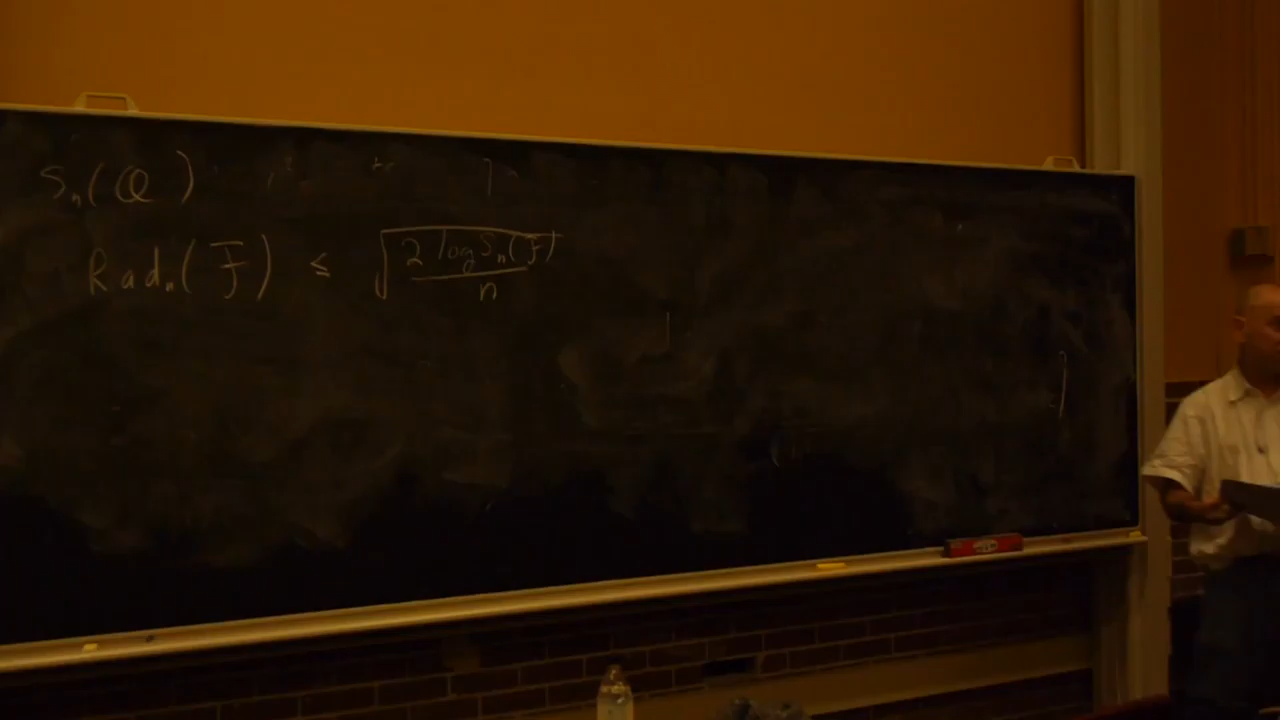 Sₙ(Q)
Radₙ(F) ≤ √(2 log Sₙ(F) / n)